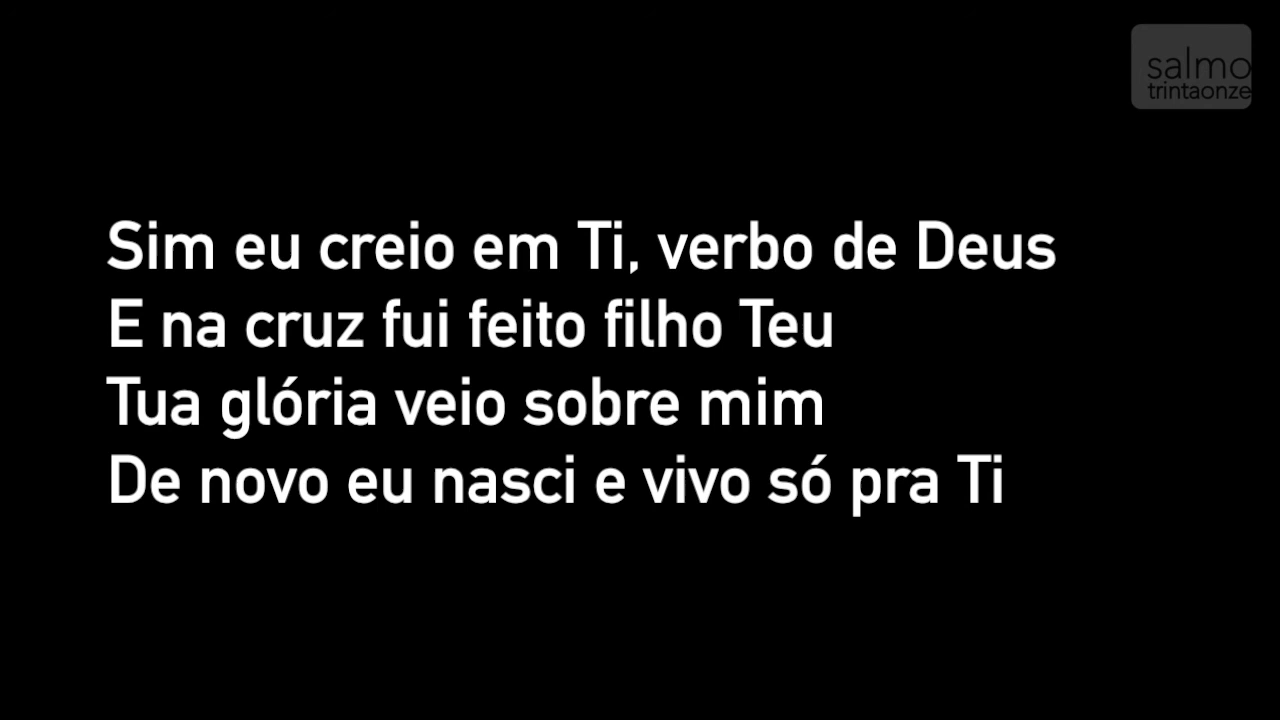 salmo
trintaonze
Sim eu creio em Ti, verbo de Deus
E na cruz fui feito filho Teu
Tua glória veio sobre mim
De novo eu nasci e vivo só pra Ti